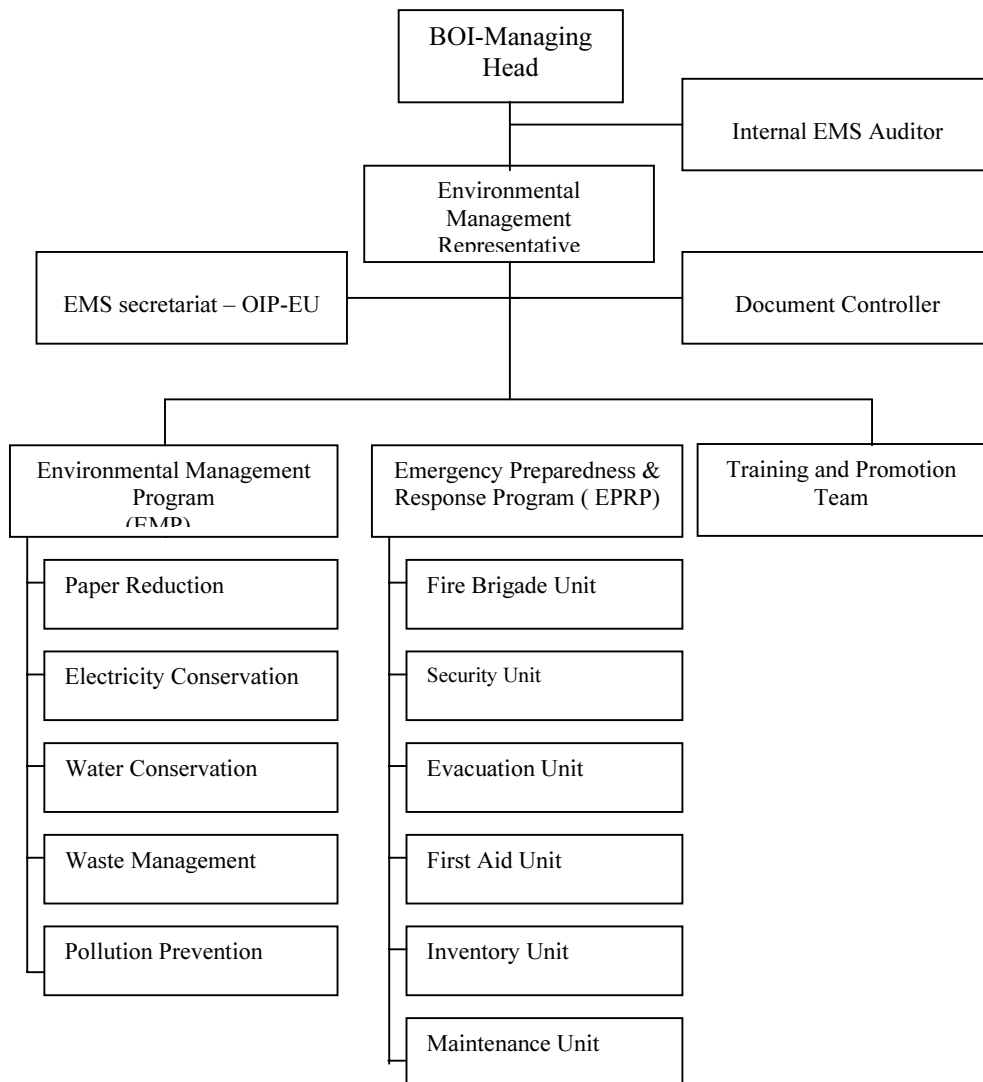 BOI-Managing
Head
Internal EMS Auditor
Environmental
Management
Representative
EMS secretariat – OIP-EU
Document Controller
Environmental Management
Program
(EMP)
Emergency Preparedness &
Response Program ( EPRP)
Training and Promotion
Team
Paper Reduction
Electricity Conservation
Water Conservation
Waste Management
Pollution Prevention
Fire Brigade Unit
Security Unit
Evacuation Unit
First Aid Unit
Inventory Unit
Maintenance Unit